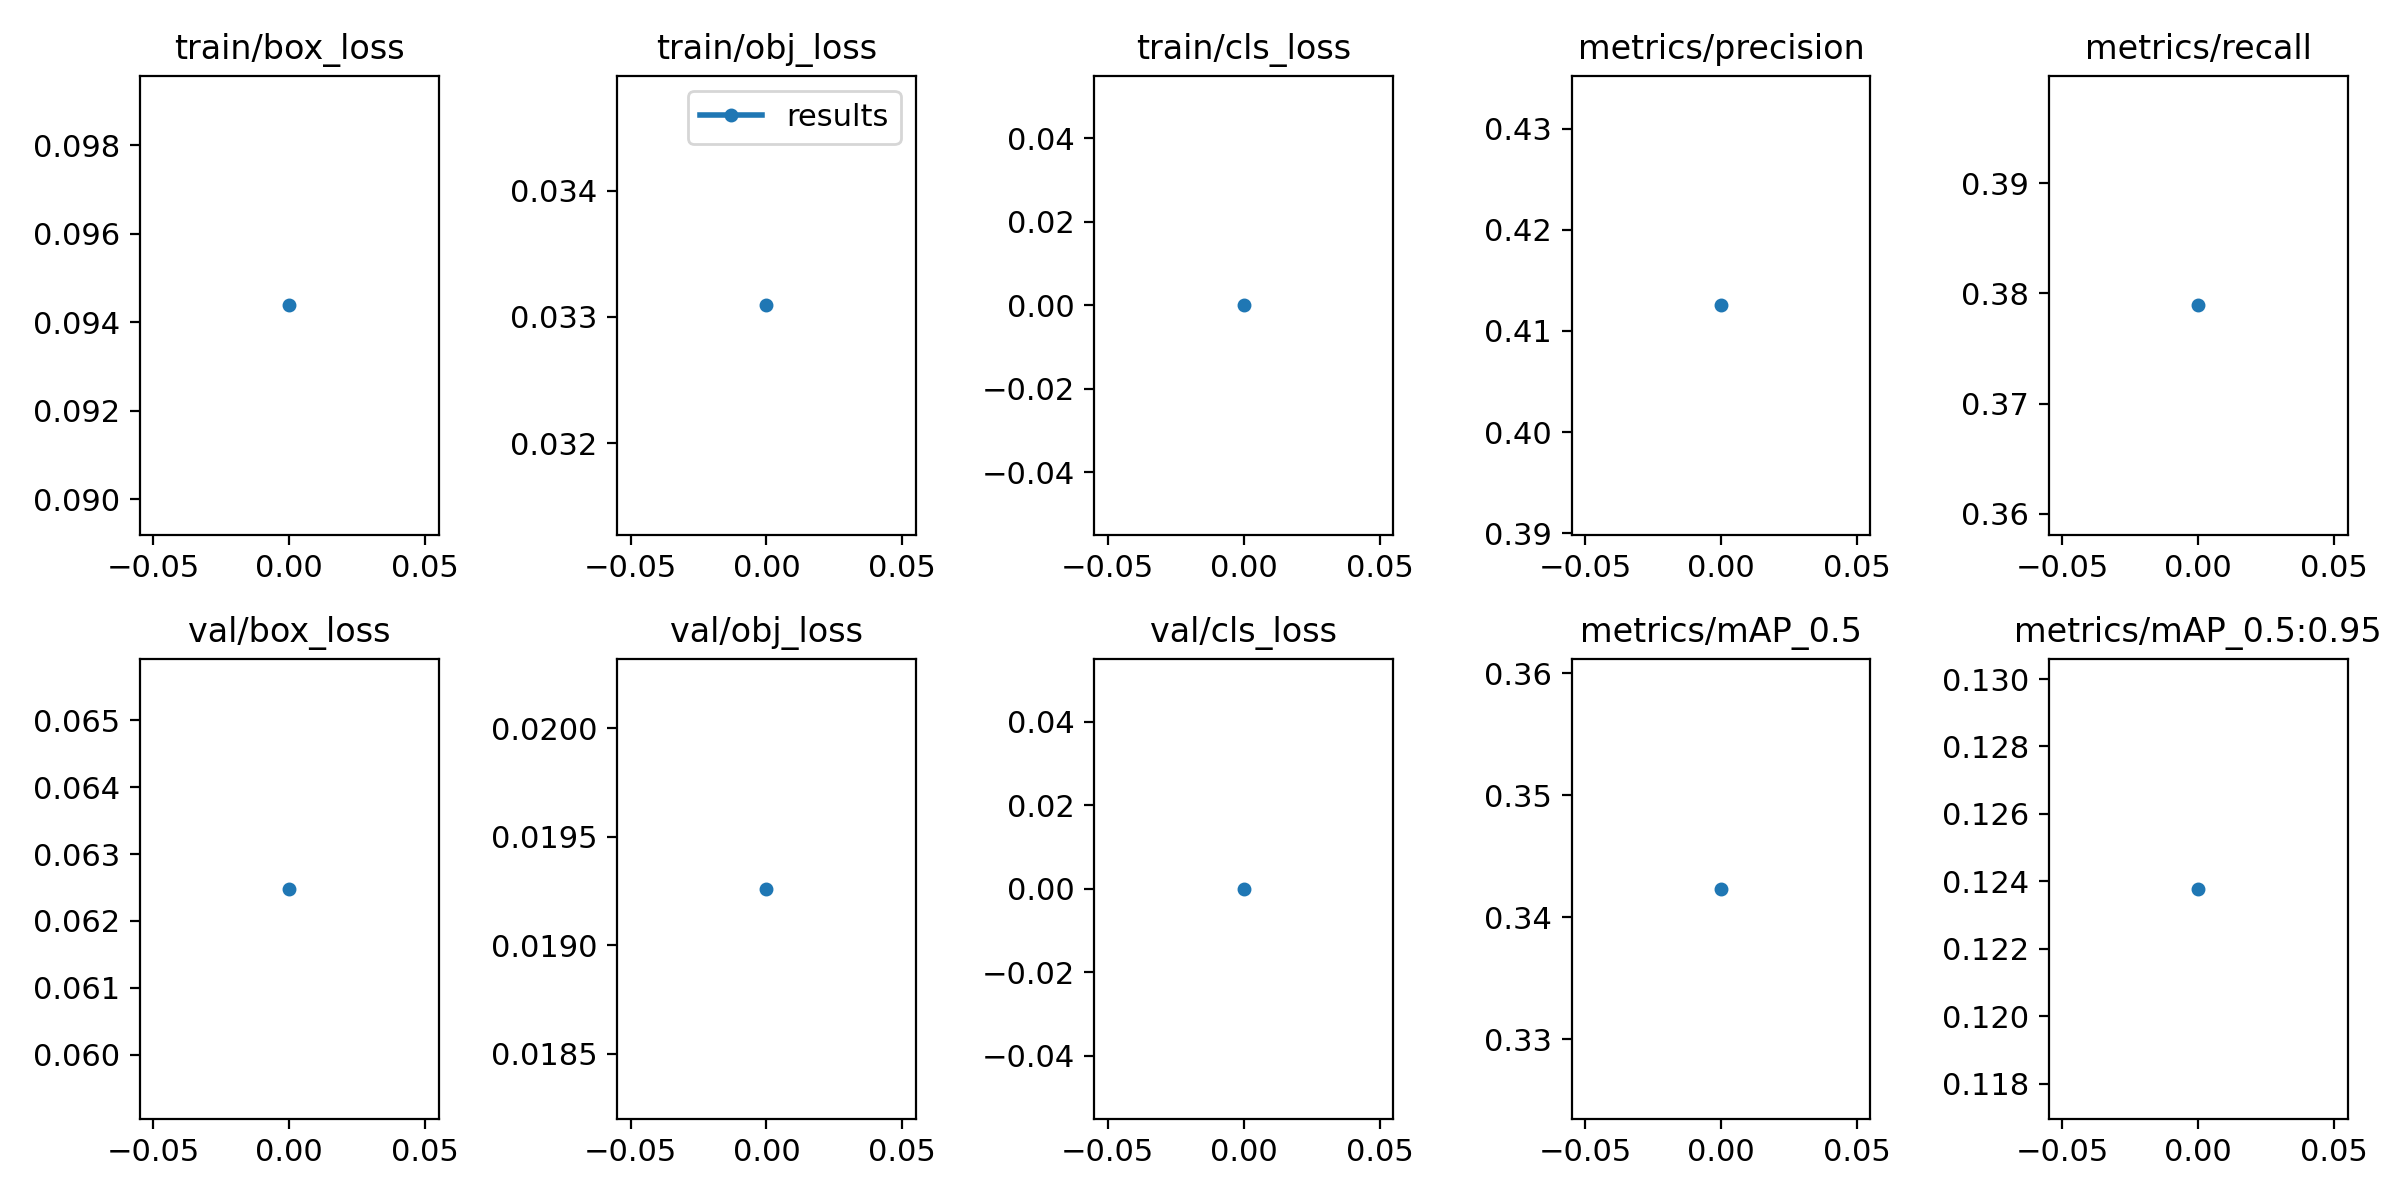 train/box_loss
0.098
0.096
0.094
0.092
0.090
−0.05 0.00 0.05
train/obj_loss
results
0.034
0.033
0.032
−0.05 0.00 0.05
train/cls_loss
0.04
0.02
0.00
−0.02
−0.04
−0.05 0.00 0.05
metrics/precision
0.43
0.42
0.41
0.40
0.39
−0.05 0.00 0.05
metrics/recall
0.39
0.38
0.37
0.36
−0.05 0.00 0.05
val/box_loss
0.065
0.064
0.063
0.062
0.061
0.060
−0.05 0.00 0.05
val/obj_loss
0.0200
0.0195
0.0190
0.0185
−0.05 0.00 0.05
val/cls_loss
0.04
0.02
0.00
−0.02
−0.04
−0.05 0.00 0.05
metrics/mAP_0.5
0.36
0.35
0.34
0.33
−0.05 0.00 0.05
metrics/mAP_0.5:0.95
0.130
0.128
0.126
0.124
0.122
0.120
0.118
−0.05 0.00 0.05